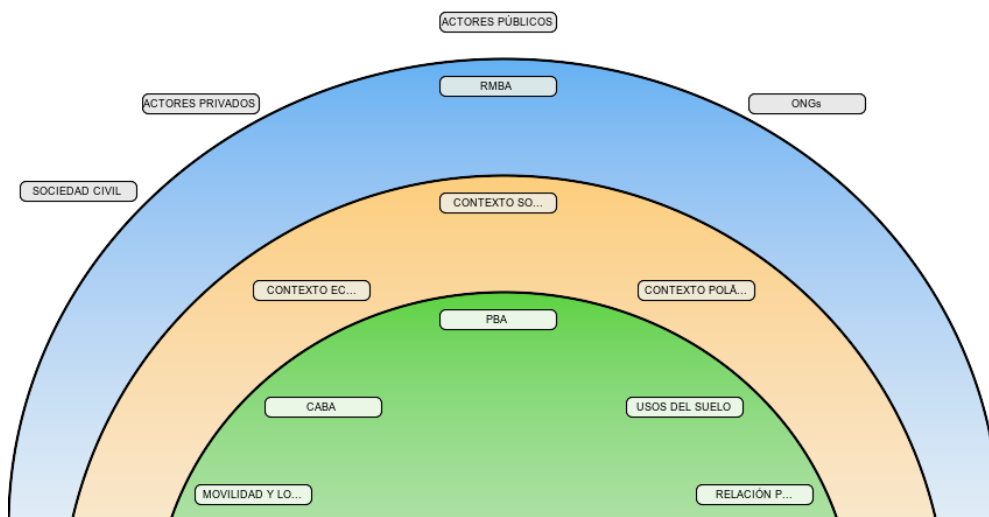 ACTORES PÚBLICOS
RMBA
ACTORES PRIVADOS
ONGs
SOCIEDAD CIVIL
CONTEXTO SO...
CONTEXTO EC...
CONTEXTO POLÃ...
PBA
CABA
USOS DEL SUELO
MOVILIDAD Y LO...
RELACIÓN P...